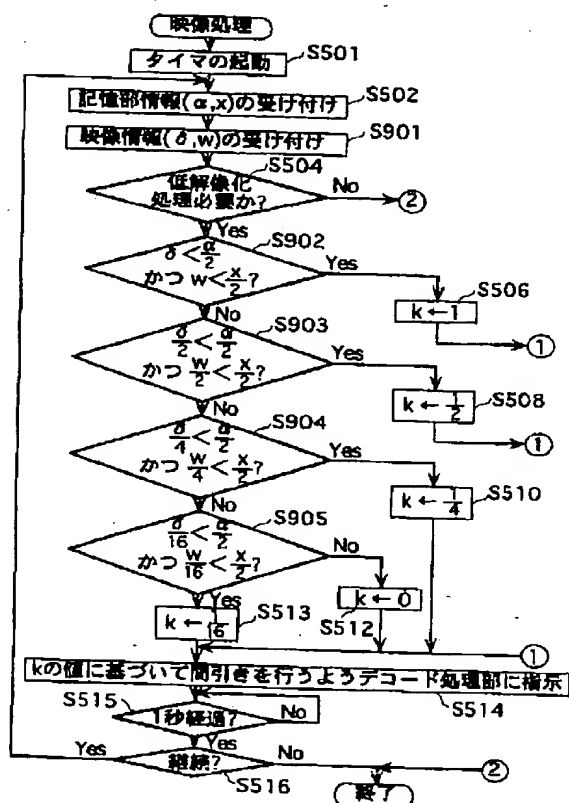 映像処理
タイマの起動 S501
記憶部情報(α,x)の受け付け S502
映像情報(δ,w)の受け付け S901
S504
低解像化
処理必要か?
No ②
Yes
S902
δ<α/2
かつ w<x/2?
Yes
S506
k←1
①
No
S903
δ/2<α/2
かつ w/2<x/2?
Yes
S508
k←1/2
①
No
S904
δ/4<α/2
かつ w/4<x/2?
Yes
S510
k←1/4
No
S905
δ/16<α/2
かつ w/16<x/2?
No
k←0
S512
Yes
S513
k←1/16
①
kの値に基づいて間引きを行うようデコード処理部に指示
S514
S515
1秒経過?
No
Yes
継続?
Yes
No
②
S516
終了